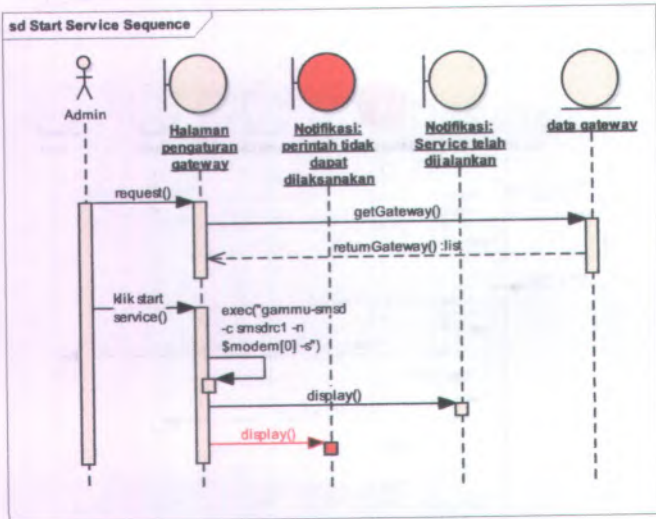 sd Start Service Sequence
Admin
Halaman
pengaturan
gateway
Notifikasi:
perintah tidak
dapat
dilaksanakan
Notifikasi:
Service telah
dijalankan
data gateway
request()
getGateway()
returnGateway() :list
klik start
service()
exec("gammu-smsd
-c smsdrc1 -n
$modem[0] -s")
display()
display()